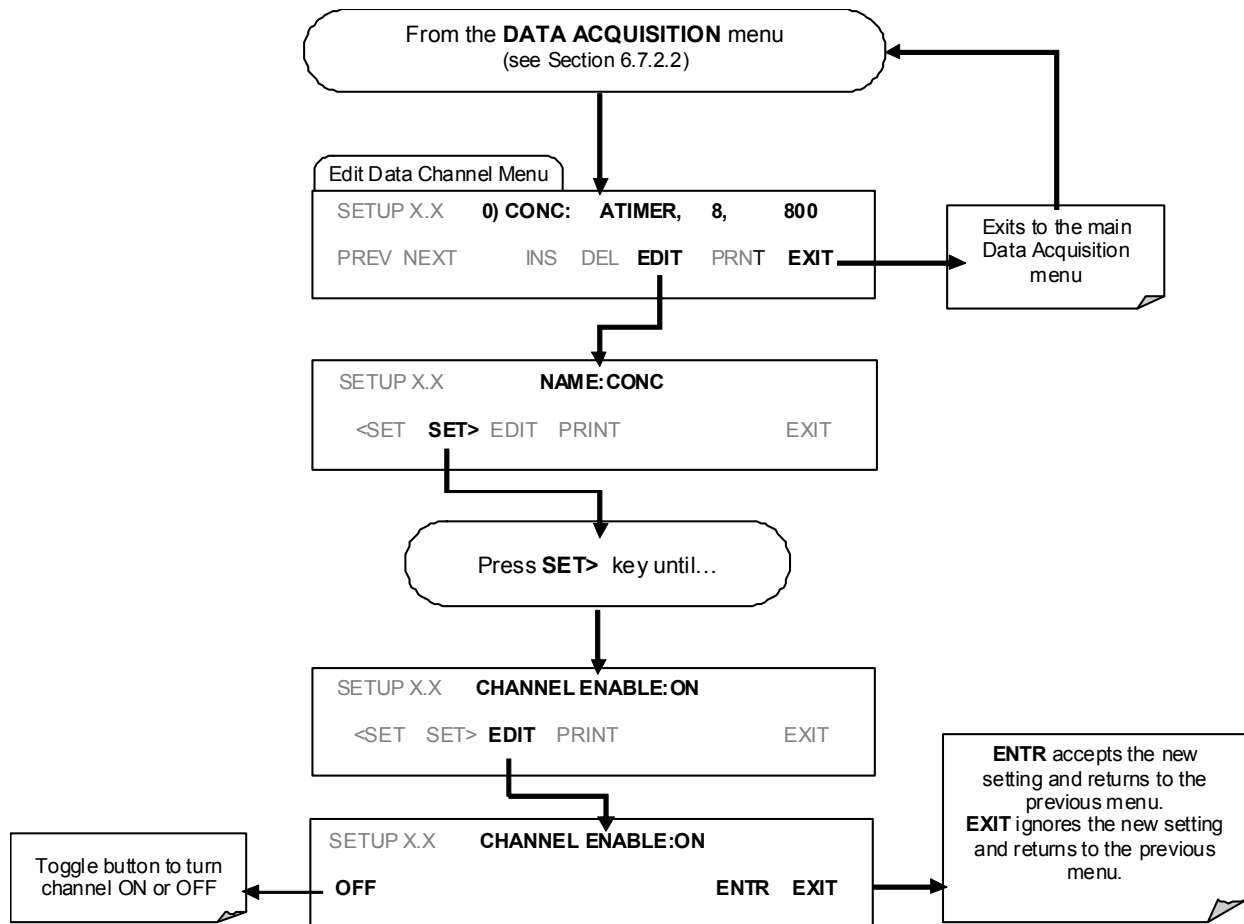 From the DATA ACQUISITION menu
(see Section 6.7.2.2)
Edit Data Channel Menu
SETUP X.X 0) CONC: ATIMER, 8, 800
PREV NEXT INS DEL EDIT PRNT EXIT
Exits to the main
Data Acquisition
menu
SETUP X.X NAME:CONC
<SET SET> EDIT PRINT EXIT
Press SET> key until…
SETUP X.X CHANNEL ENABLE:ON
<SET SET> EDIT PRINT EXIT
SETUP X.X CHANNEL ENABLE:ON
OFF ENTR EXIT
Toggle button to turn
channel ON or OFF
ENTR accepts the new
setting and returns to the
previous menu.
EXIT ignores the new setting
and returns to the previous
menu.